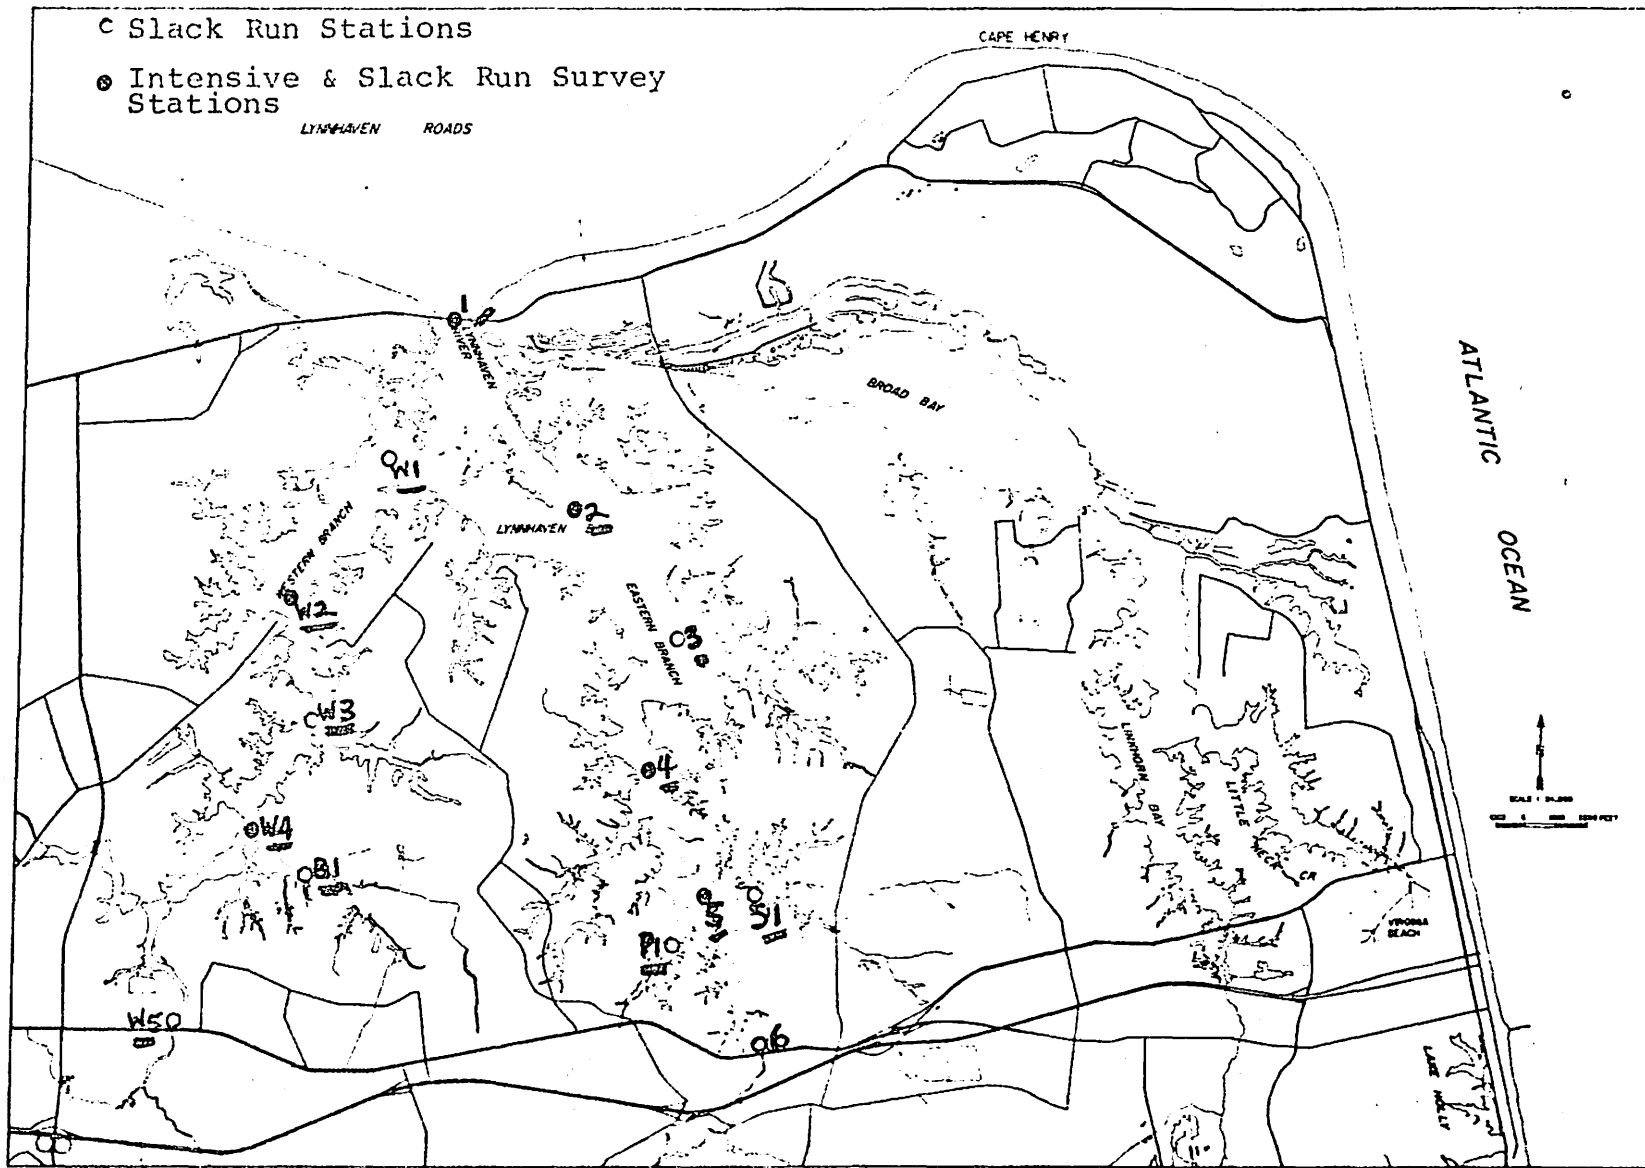 Slack Run Stations
Intensive & Slack Run Survey
Stations
LYNNHAVEN ROADS
CAPE HENRY
1
LYNNHAVEN
RIVER
BROAD BAY
ATLANTIC
OCEAN
W1
WESTERN BRANCH
2
LYNNHAVEN
W2
EASTERN BRANCH
3
W3
4
LINKHORN
BAY
LITTLE
NECK
CR
W4
B1
5
S1
P10
VIRGINIA
BEACH
W5
6
LAKE HOLLY